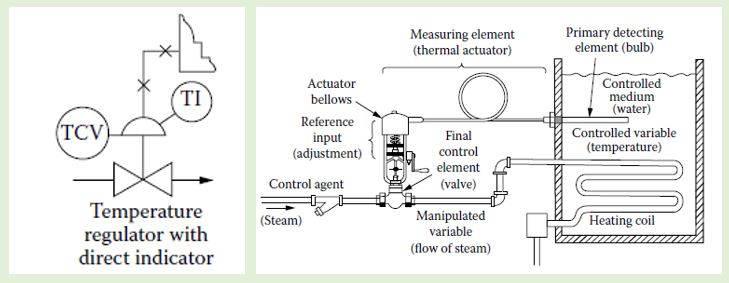 TI
TCV
Temperature
regulator with
direct indicator
Measuring element
(thermal actuator)
Primary detecting
element (bulb)
Actuator
bellows
Controlled
medium
(water)
Reference
input
(adjustment)
Final
control
element
(valve)
Controlled variable
(temperature)
Control agent
(Steam)
Manipulated
variable
(flow of steam)
Heating coil